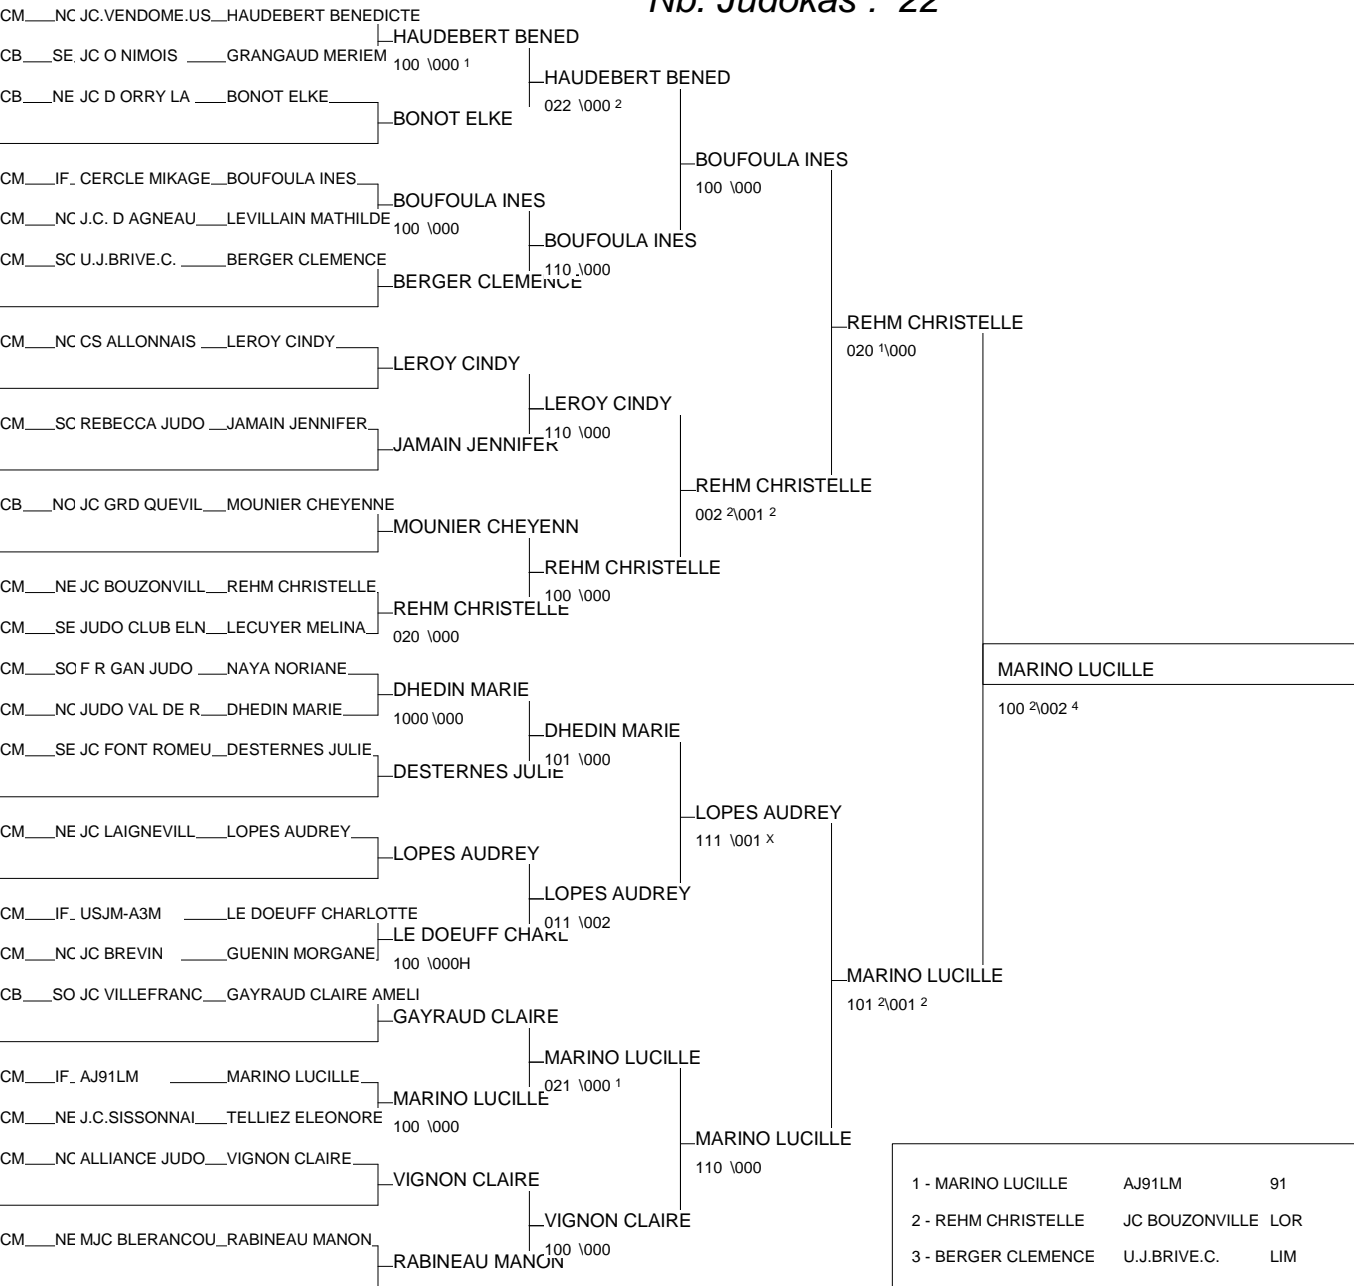 Nb. Judokas : 22
CM NC JC.VENDOME.US HAUDEBERT BENEDICTE
HAUDEBERT BENED
CB SE JC O NIMOIS GRANGAUD MERIEM
100 \000 1
HAUDEBERT BENED
022 \000 2
CB NE JC D ORRY LA BONOT ELKE
BONOT ELKE
BOUFOULA INES
100 \000
CM IF CERCLE MIKAGE BOUFOULA INES
BOUFOULA INES
CM NC J.C. D AGNEAU LEVILLAIN MATHILDE
100 \000
BOUFOULA INES
110 \000
CM SC U.J.BRIVE.C. BERGER CLEMENCE
BERGER CLEMENCE
REHM CHRISTELLE
020 1\000
CM NC CS ALLONNAIS LEROY CINDY
LEROY CINDY
LEROY CINDY
110 \000
CM SC REBECCA JUDO JAMAIN JENNIFER
JAMAIN JENNIFER
REHM CHRISTELLE
002 2\001 2
CB NO JC GRD QUEVIL MOUNIER CHEYENNE
MOUNIER CHEYENN
REHM CHRISTELLE
100 \000
CM NE JC BOUZONVILL REHM CHRISTELLE
REHM CHRISTELLE
CM SE JUDO CLUB ELN LECUYER MELINA
020 \000
MARINO LUCILLE
100 2\002 4
CM SO F R GAN JUDO NAYA NORIANE
DHEDIN MARIE
CM NC JUDO VAL DE R DHEDIN MARIE
1000 \000
DHEDIN MARIE
101 \000
CM SE JC FONT ROMEU DESTERNES JULIE
DESTERNES JULIE
LOPES AUDREY
111 \001 X
CM NE JC LAIGNEVILL LOPES AUDREY
LOPES AUDREY
LOPES AUDREY
011 \002
CM IF USJM-A3M LE DOEUFF CHARLOTTE
LE DOEUFF CHARL
CM NC JC BREVIN GUENIN MORGANE
100 \000H
MARINO LUCILLE
101 2\001 2
CB SO JC VILLEFRANC GAYRAUD CLAIRE AMELI
GAYRAUD CLAIRE
MARINO LUCILLE
021 \000 1
CM IF AJ91LM MARINO LUCILLE
MARINO LUCILLE
CM NE J.C.SISSONNAI TELLIEZ ELEONORE
100 \000
MARINO LUCILLE
110 \000
CM NC ALLIANCE JUDO VIGNON CLAIRE
VIGNON CLAIRE
VIGNON CLAIRE
100 \000
CM NE MJC BLERANCOU RABINEAU MANON
RABINEAU MANON
1 - MARINO LUCILLE AJ91LM 91
2 - REHM CHRISTELLE JC BOUZONVILLE LOR
3 - BERGER CLEMENCE U.J.BRIVE.C. LIM